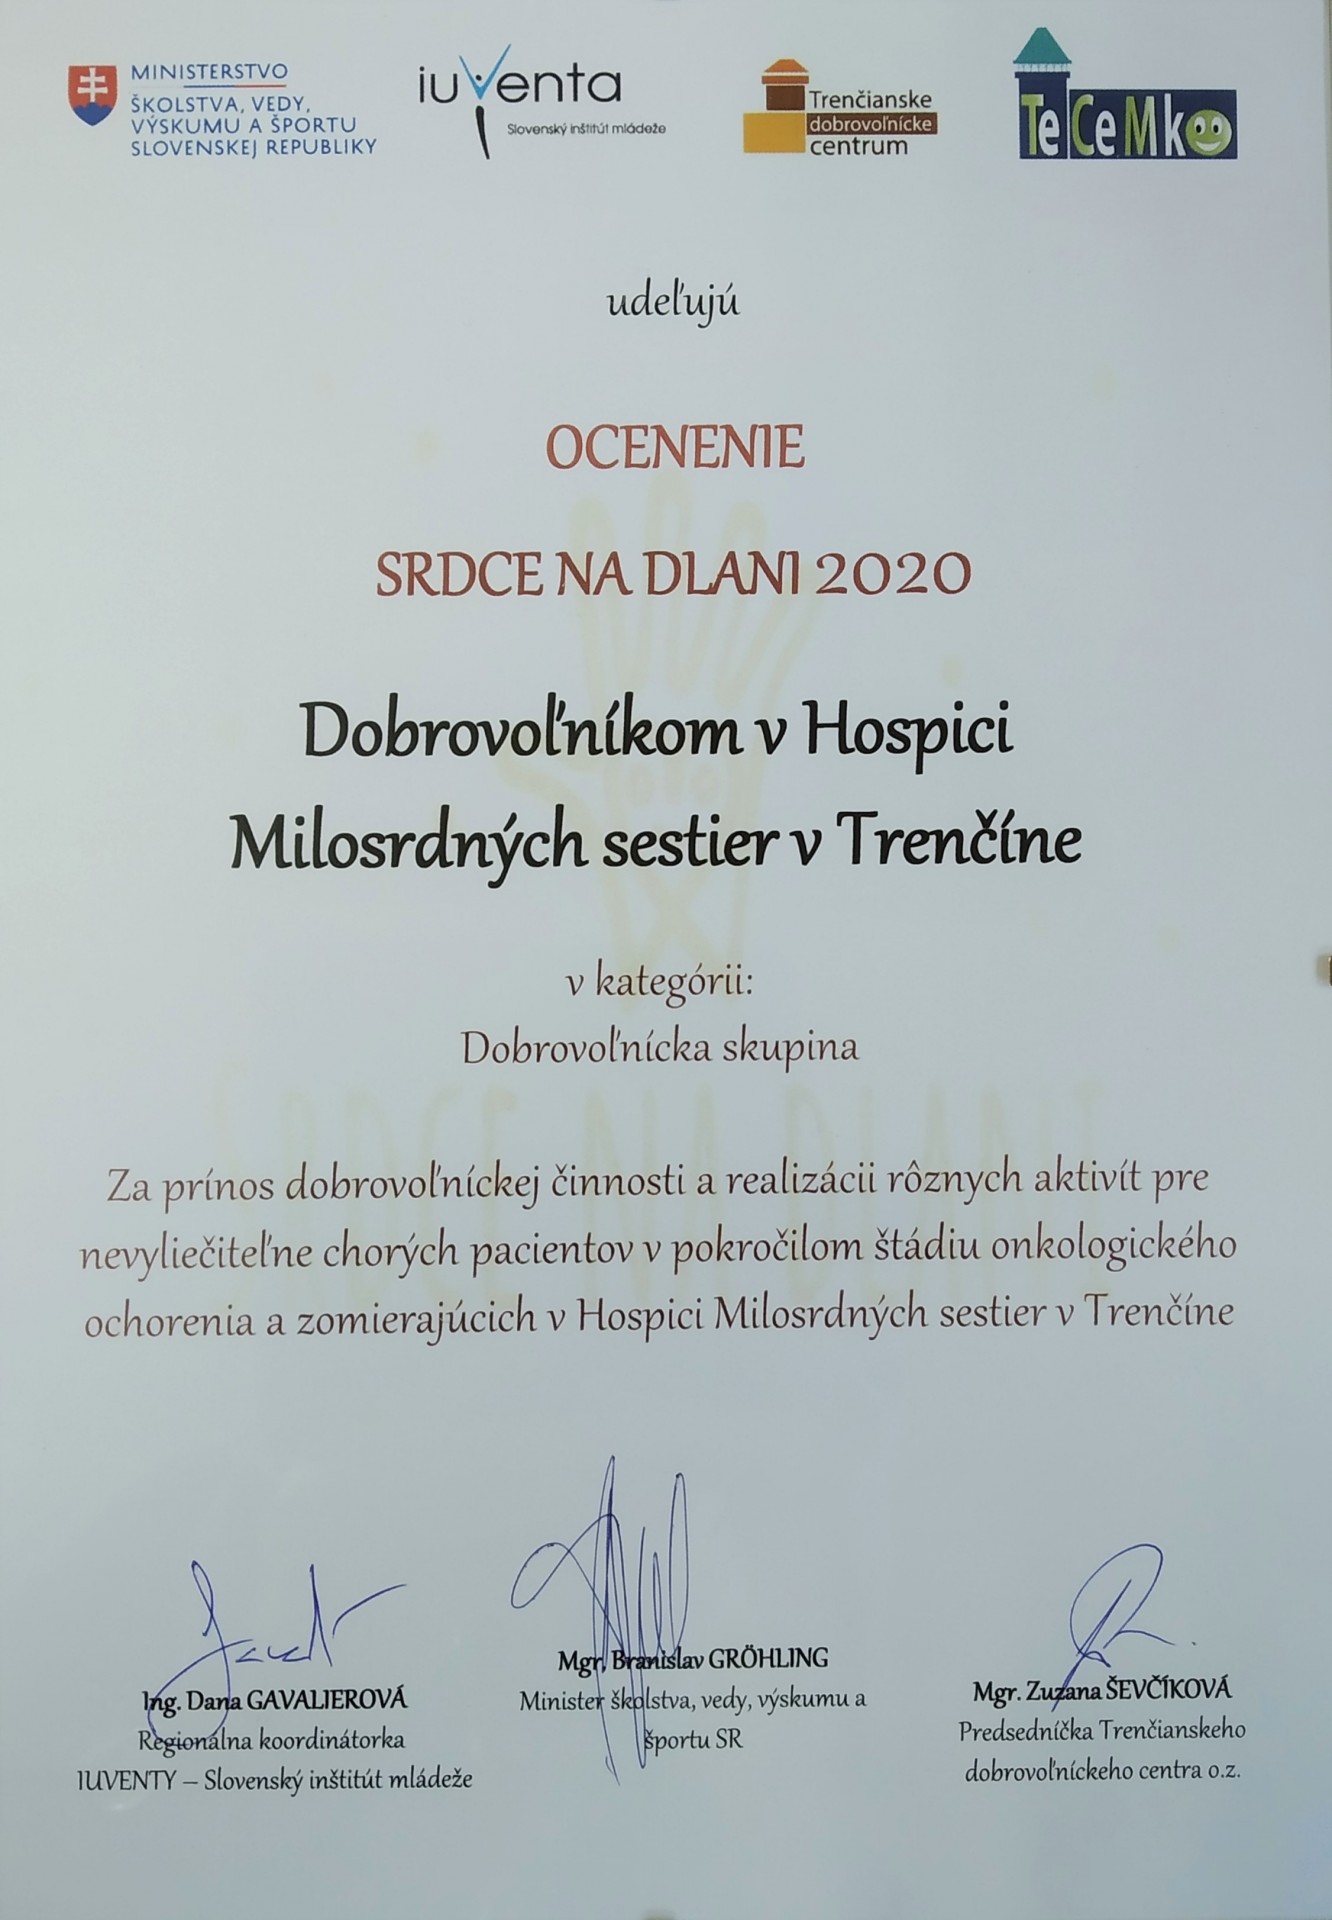 MINISTERSTVO
ŠKOLSTVA, VEDY,
VÝSKUMU A ŠPORTU
SLOVENSKEJ REPUBLIKY
iuventa
Slovenský inštitút mládeže
Trenčianske
dobrovoľnícke
centrum
TeCeMko
udeľujú
OCENENIE
SRDCE NA DLANI 2020
Dobrovoľníkom v Hospici
Milosrdných sestier v Trenčíne
v kategórii:
Dobrovoľnícka skupina
SRDCE NA DLANI
Za prínos dobrovoľníckej činnosti a realizácii rôznych aktivít pre
nevyliečiteľne chorých pacientov v pokročilom štádiu onkologického
ochorenia a zomierajúcich v Hospici Milosrdných sestier v Trenčíne
Ing. Dana GAVALIEROVÁ
Regionálna koordinátorka
IUVENTY – Slovenský inštitút mládeže
Mgr. Branislav GRÖHLING
Minister školstva, vedy, výskumu a
športu SR
Mgr. Zuzana ŠEVČÍKOVÁ
Predsedníčka Trenčianskeho
dobrovoľníckeho centra o.z.